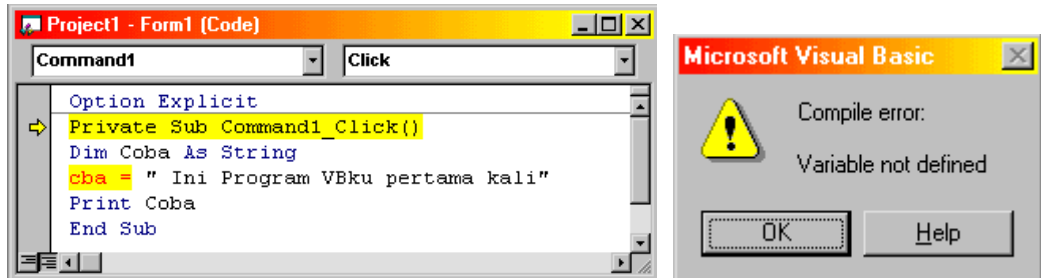 Project1 - Form1 (Code)
Command1 Click
Option Explicit
Private Sub Command1_Click()
Dim Coba As String
cba = " Ini Program VBku pertama kali"
Print Coba
End Sub
Microsoft Visual Basic
Compile error:
Variable not defined
OK Help